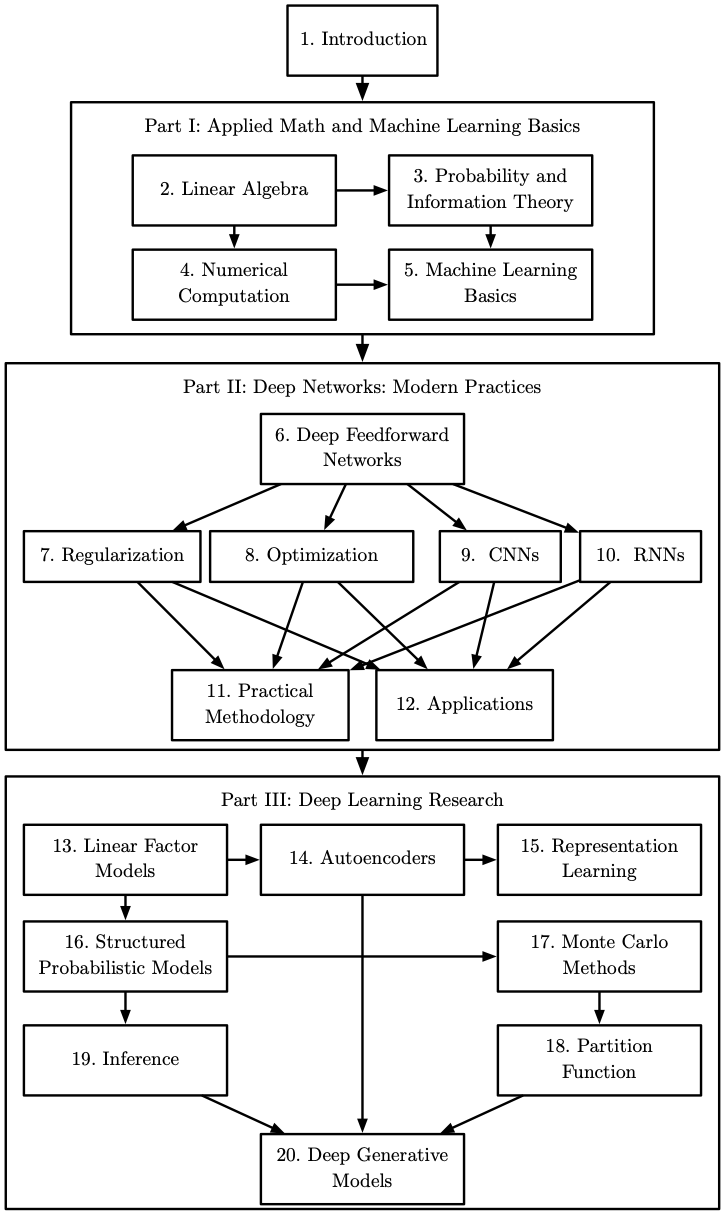 1. Introduction
Part I: Applied Math and Machine Learning Basics
2. Linear Algebra
3. Probability and
Information Theory
4. Numerical
Computation
5. Machine Learning
Basics
Part II: Deep Networks: Modern Practices
6. Deep Feedforward
Networks
7. Regularization
8. Optimization
9. CNNs
10. RNNs
11. Practical
Methodology
12. Applications
Part III: Deep Learning Research
13. Linear Factor
Models
14. Autoencoders
15. Representation
Learning
16. Structured
Probabilistic Models
17. Monte Carlo
Methods
19. Inference
18. Partition
Function
20. Deep Generative
Models